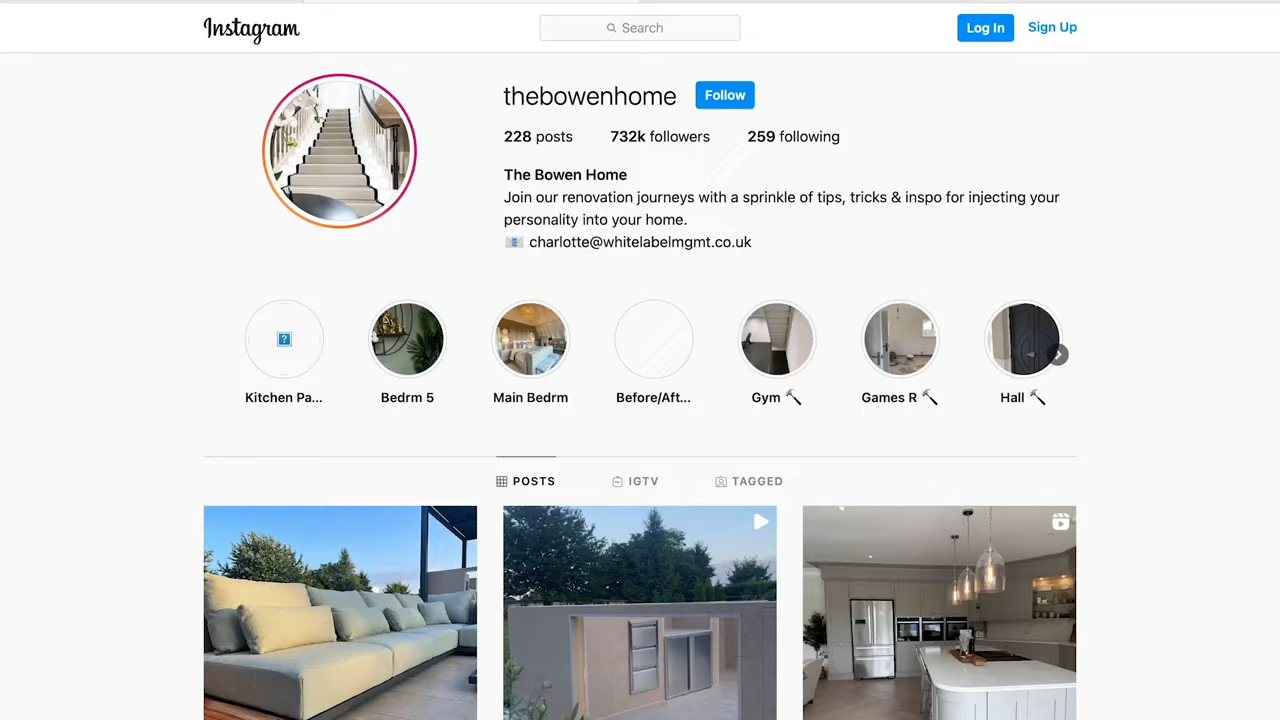 Instagram
Search
Log In
Sign Up
thebowenhome
Follow
228 posts
732k followers
259 following
The Bowen Home
Join our renovation journeys with a sprinkle of tips, tricks & inspo for injecting your
personality into your home.
charlotte@whitelabelmgmt.co.uk
Kitchen Pa...
Bedrm 5
Main Bedrm
Before/Aft...
Gym 🔨
Games R 🔨
Hall 🔨
POSTS
IGTV
TAGGED